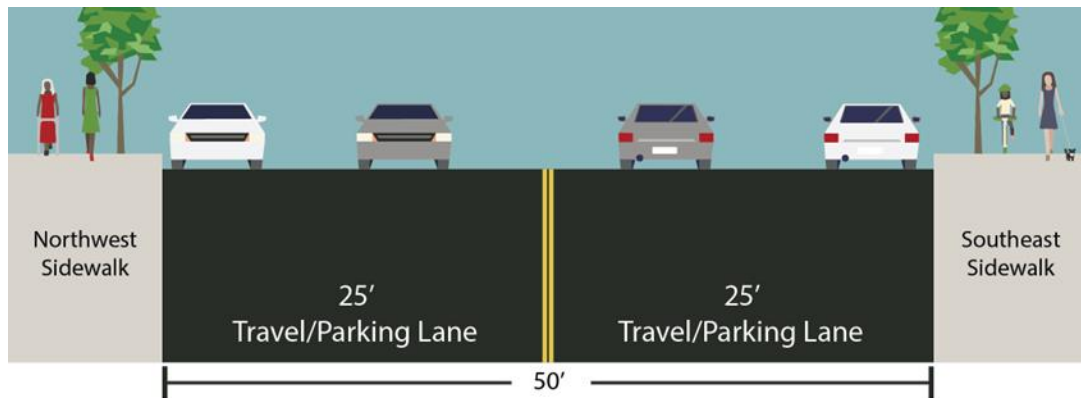 Northwest
Sidewalk
25’
Travel/Parking Lane
25’
Travel/Parking Lane
Southeast
Sidewalk
50’